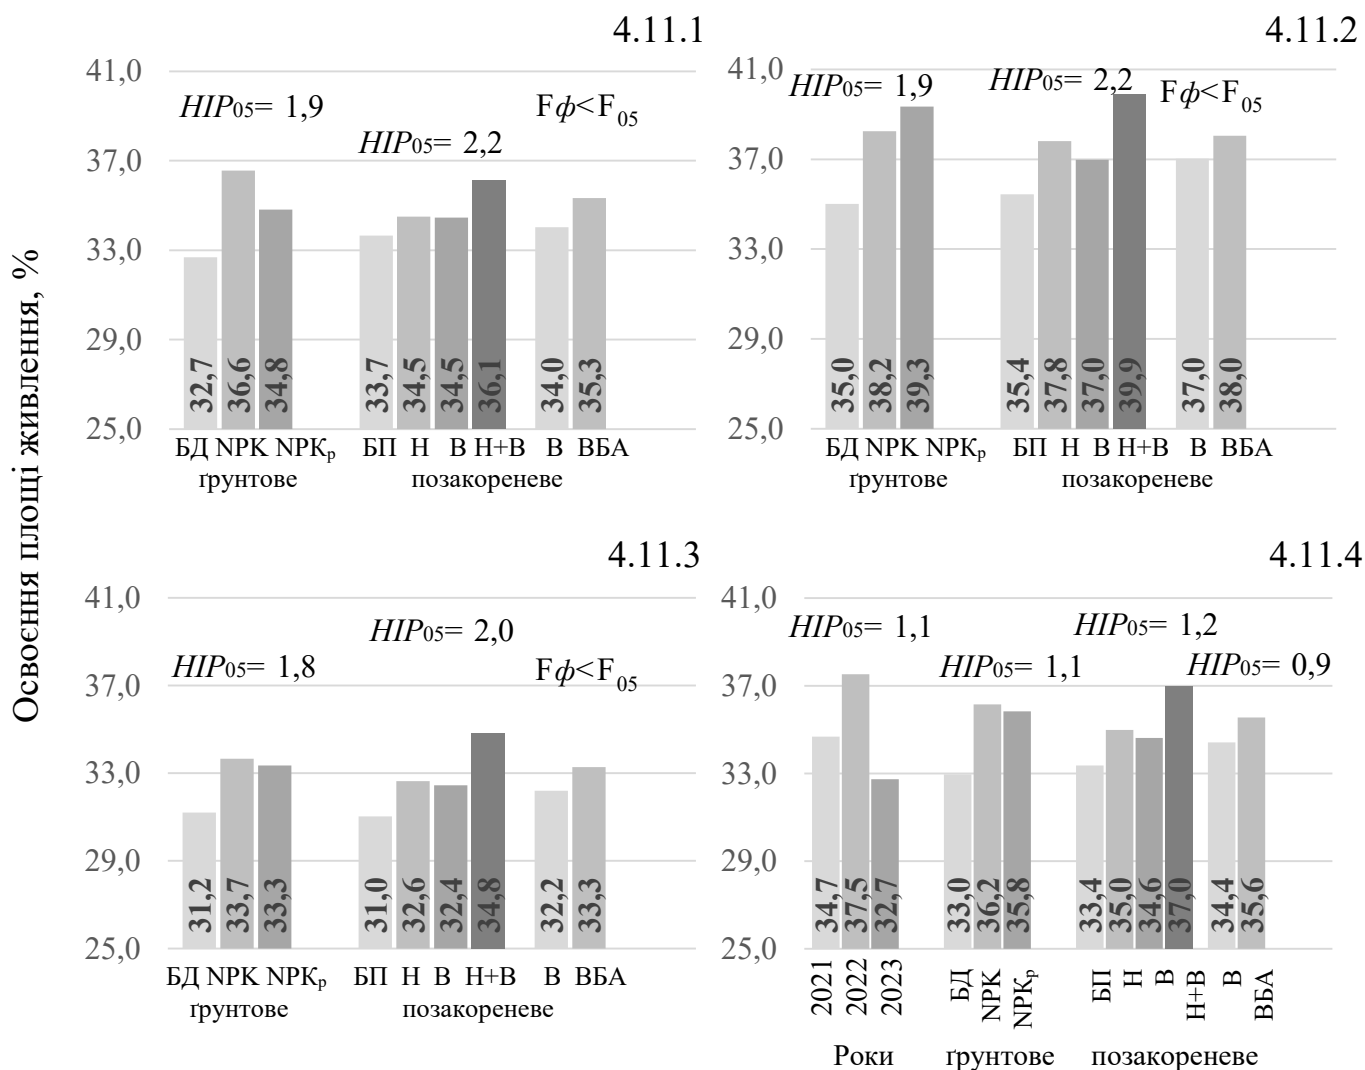 Освоєння площі живлення, %
4.11.1
41,0
37,0
33,0
29,0
25,0
НІР05= 1,9
НІР05= 2,2
Fф<F05
32,7
36,6
34,8
33,7
34,5
34,5
36,1
34,0
35,3
БД NPK NPKр
БП Н В Н+В
В ВБА
ґрунтове
позакореневе
4.11.2
41,0
37,0
33,0
29,0
25,0
НІР05= 1,9
НІР05= 2,2
Fф<F05
35,0
38,2
39,3
35,4
37,8
37,0
39,9
37,0
38,0
БД NPK NPKр
БП Н В Н+В
В ВБА
ґрунтове
позакореневе
4.11.3
41,0
37,0
33,0
29,0
25,0
НІР05= 1,8
НІР05= 2,0
Fф<F05
31,2
33,7
33,3
31,0
32,6
32,4
34,8
32,2
33,3
БД NPK NPKр
БП Н В Н+В
В ВБА
ґрунтове
позакореневе
4.11.4
41,0
37,0
33,0
29,0
25,0
НІР05= 1,1
НІР05= 1,1
НІР05= 1,2
НІР05= 0,9
34,7
37,5
32,7
33,0
36,2
35,8
33,4
35,0
34,6
37,0
34,4
35,6
2021
2022
2023
БД
NPK
NPKр
БП
Н
В
Н+В
В
ВБА
Роки
ґрунтове
позакореневе